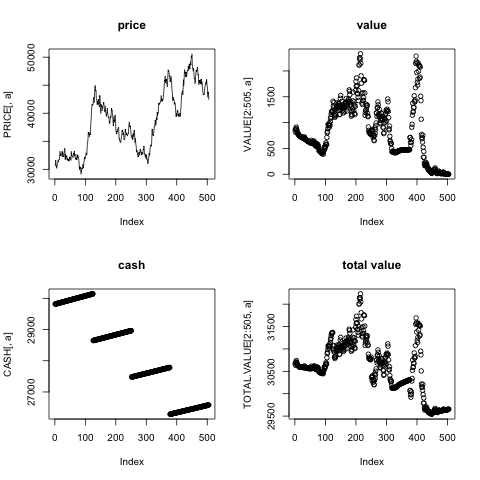 price
PRICE[, a]
30000 40000 50000
0 100 200 300 400 500
Index
value
VALUE[2:505, a]
0 500 1500
0 100 200 300 400 500
Index
cash
CASH[, a]
27000 29000
0 100 200 300 400 500
Index
total value
TOTAL.VALUE[2:505, a]
29500 30500 31500
0 100 200 300 400 500
Index